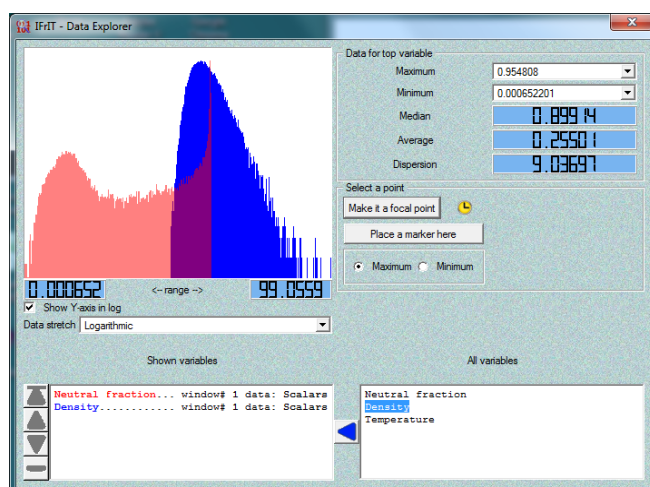 IFrIT - Data Explorer
Data for top variable
Maximum 0.954808
Minimum 0.000652201
Median 0.89914
Average 0.25501
Dispersion 9.03697
Select a point
Make it a focal point
Place a marker here
Maximum Minimum
0.000652 <-- range --> 99.0559
Show Y-axis in log
Data stretch Logarithmic
Shown variables
Neutral fraction... window# 1 data: Scalars
Density............ window# 1 data: Scalars
All variables
Neutral fraction
Density
Temperature